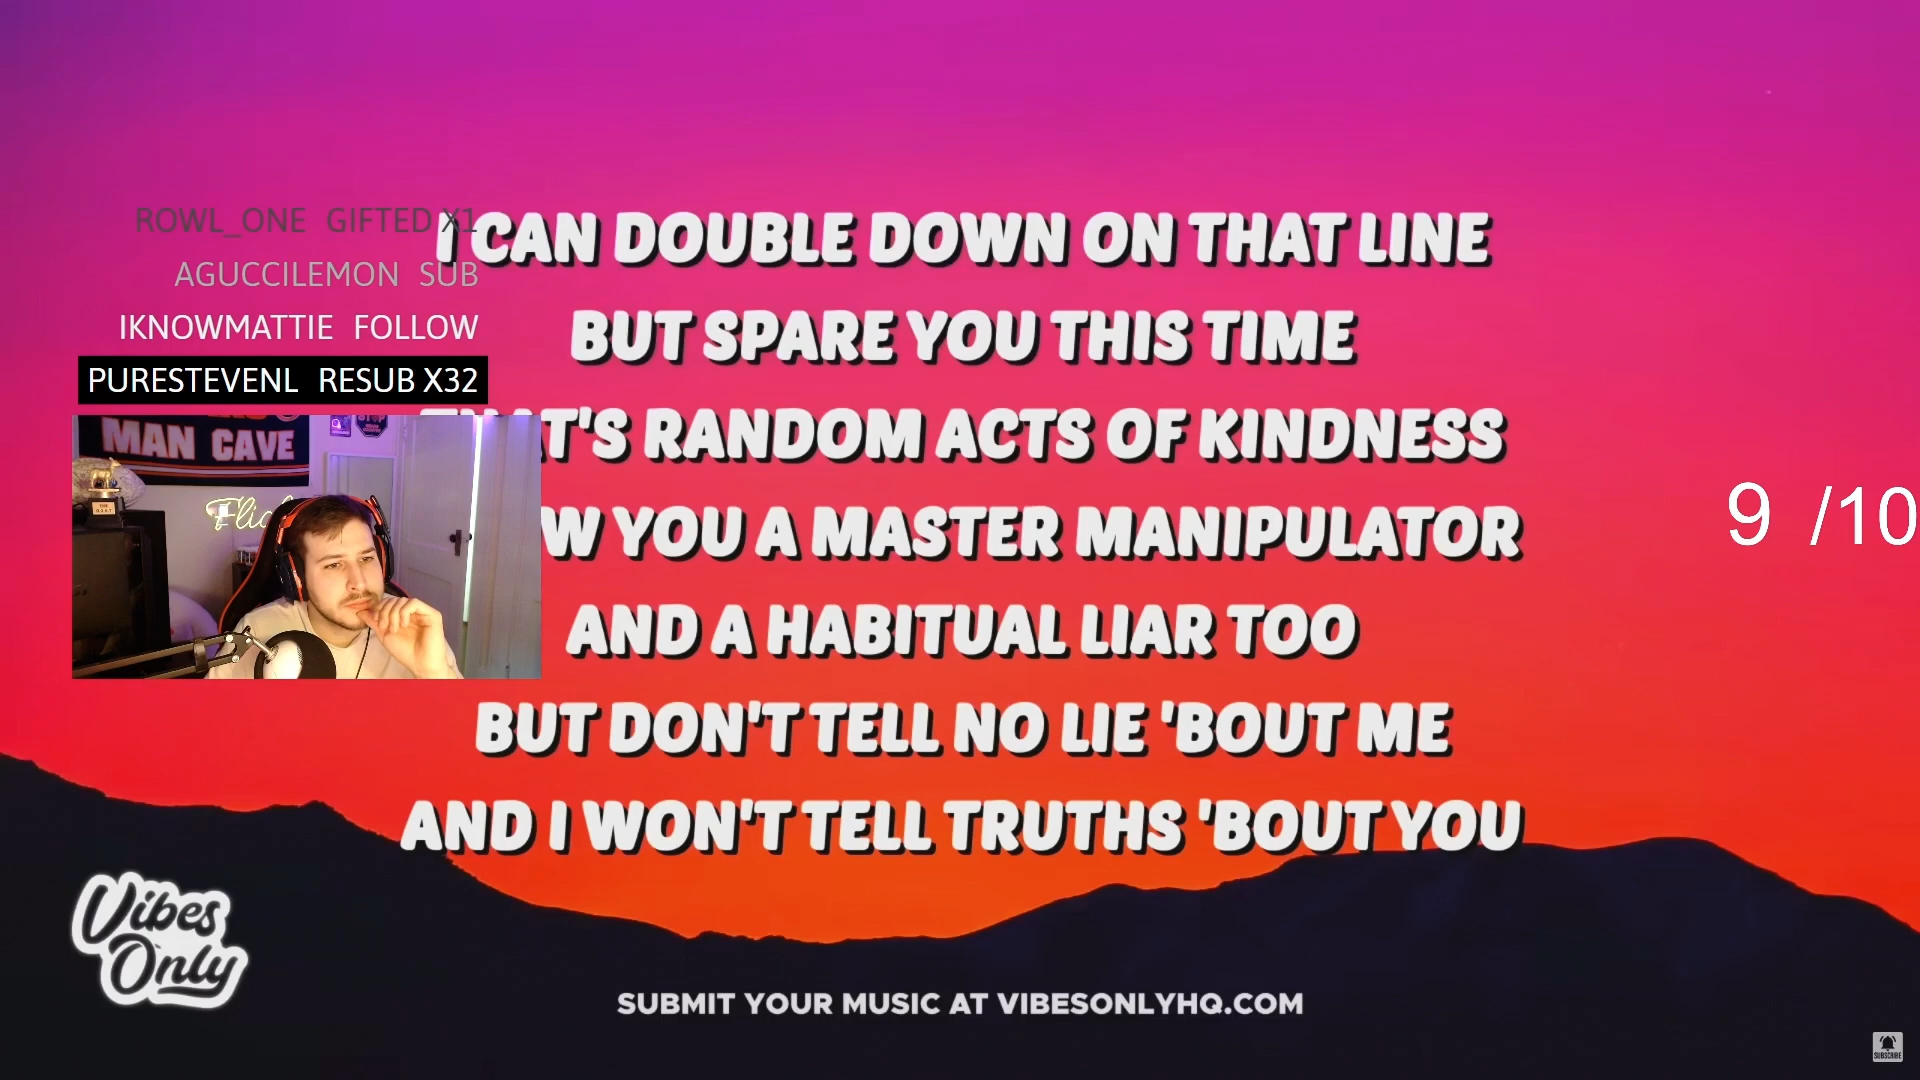 ROWL_ONE GIFTED X1
AGUCCILEMON SUB
IKNOWMATTIE FOLLOW
PURESTEVENL RESUB X32
MAN CAVE
I CAN DOUBLE DOWN ON THAT LINE
BUT SPARE YOU THIS TIME
RANDOM ACTS OF KINDNESS
YOU A MASTER MANIPULATOR
AND A HABITUAL LIAR TOO
BUT DON'T TELL NO LIE 'BOUT ME
AND I WON'T TELL TRUTHS 'BOUT YOU
9 /10
Vibes
Only
SUBMIT YOUR MUSIC AT VIBESONLYHQ.COM
SUBSCRIBE